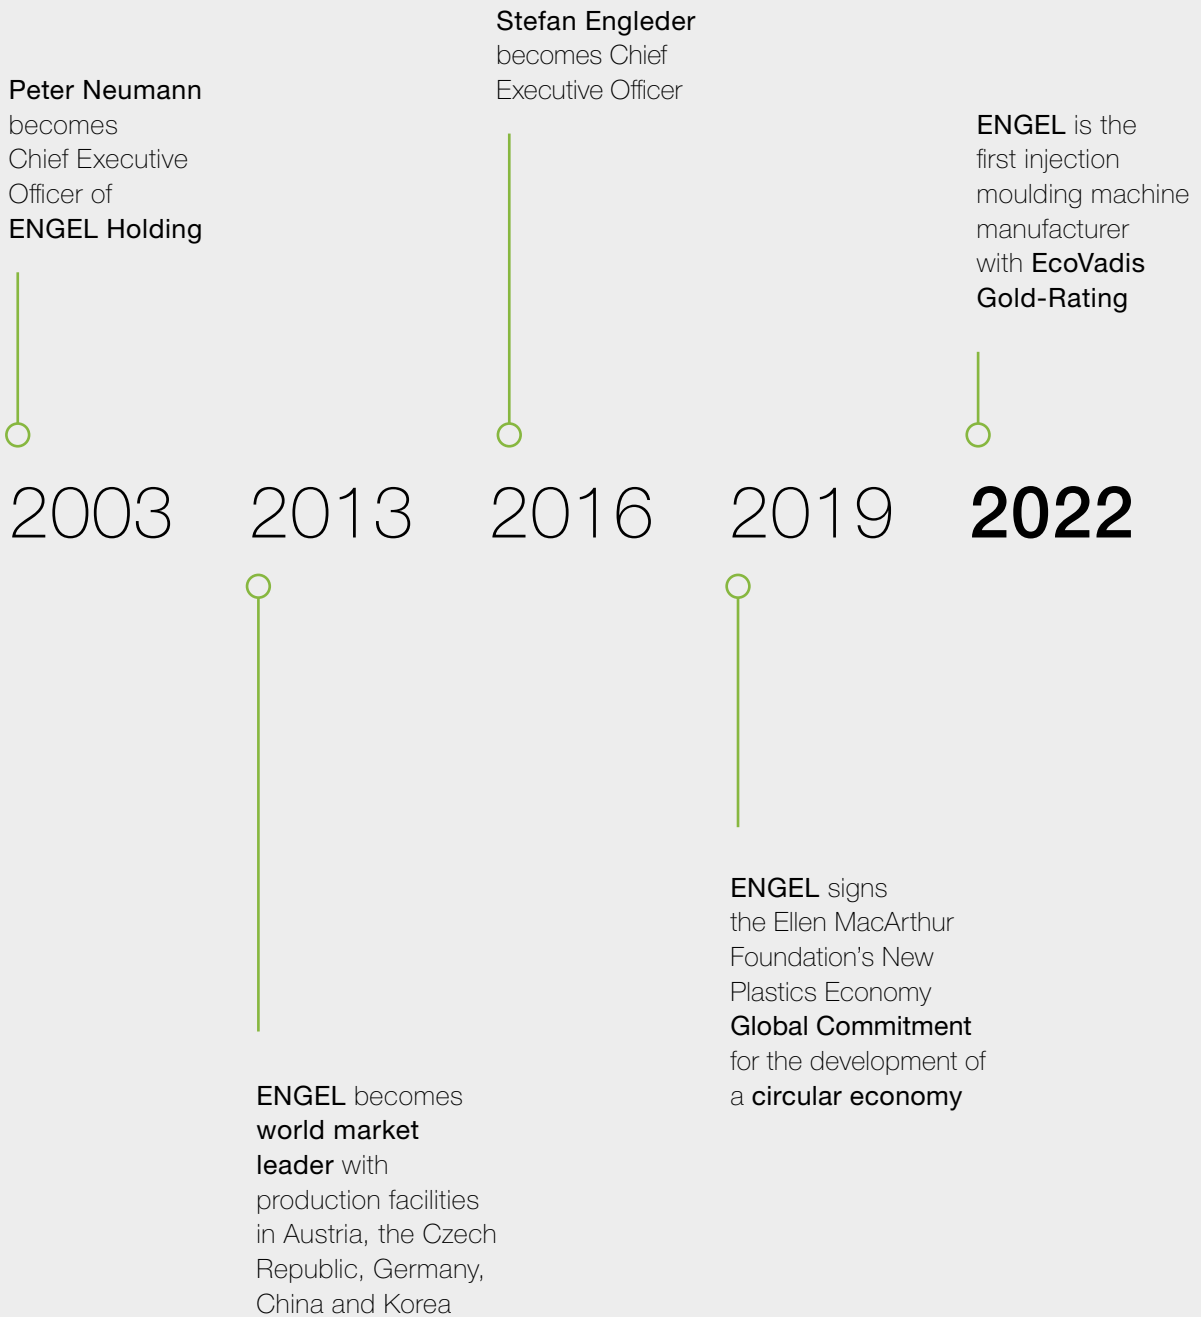 Peter Neumann
becomes
Chief Executive
Officer of
ENGEL Holding
Stefan Engleder
becomes Chief
Executive Officer
ENGEL is the
first injection
moulding machine
manufacturer
with EcoVadis
Gold-Rating
2003 2013 2016 2019 2022
ENGEL becomes
world market
leader with
production facilities
in Austria, the Czech
Republic, Germany,
China and Korea
ENGEL signs
the Ellen MacArthur
Foundation’s New
Plastics Economy
Global Commitment
for the development of
a circular economy